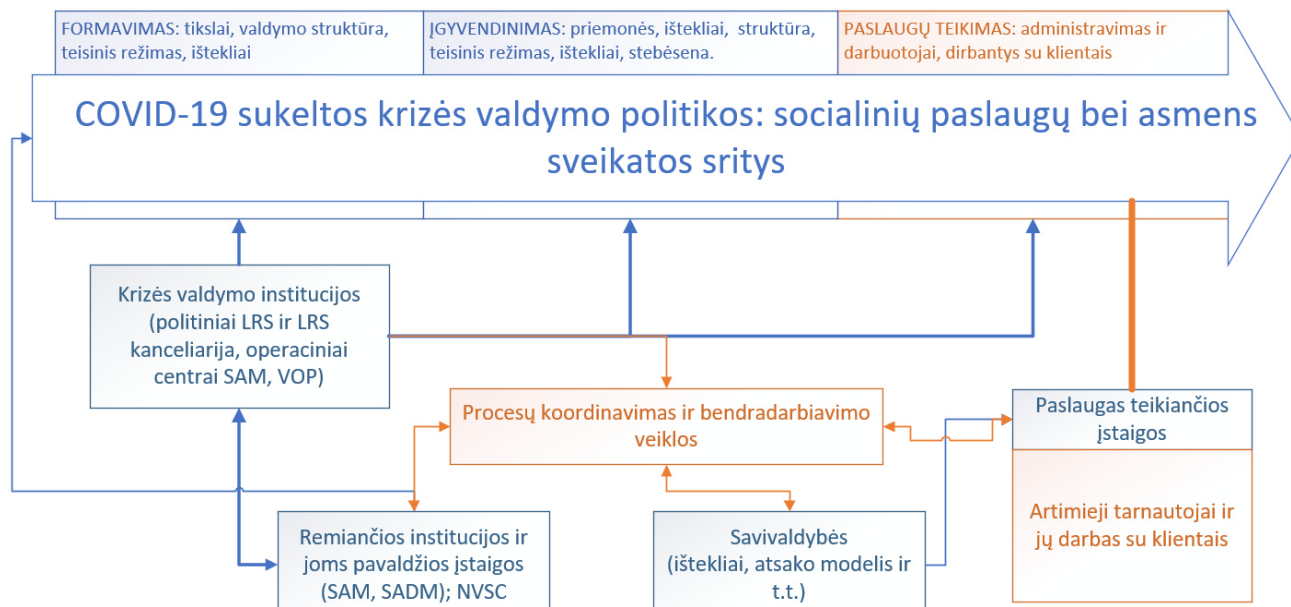 FORMAVIMAS: tikslai, valdymo struktūra,
teisinis režimas, ištekliai
ĮGYVENDINIMAS: priemonės, ištekliai, struktūra,
teisinis režimas, ištekliai, stebėsena.
PASLAUGŲ TEIKIMAS: administravimas ir
darbuotojai, dirbantys su klientais
COVID-19 sukeltos krizės valdymo politikos: socialinių paslaugų bei asmens
sveikatos sritys
Krizės valdymo institucijos
(politiniai LRS ir LRS
kanceliarija, operaciniai
centrai SAM, VOP)
Procesų koordinavimas ir bendradarbiavimo
veiklos
Paslaugas teikiančios
įstaigos
Artimieji tarnautojai ir
jų darbas su klientais
Remiančios institucijos ir
joms pavaldžios įstaigos
(SAM, SADM); NVSC
Savivaldybės
(ištekliai, atsako modelis ir
t.t.)